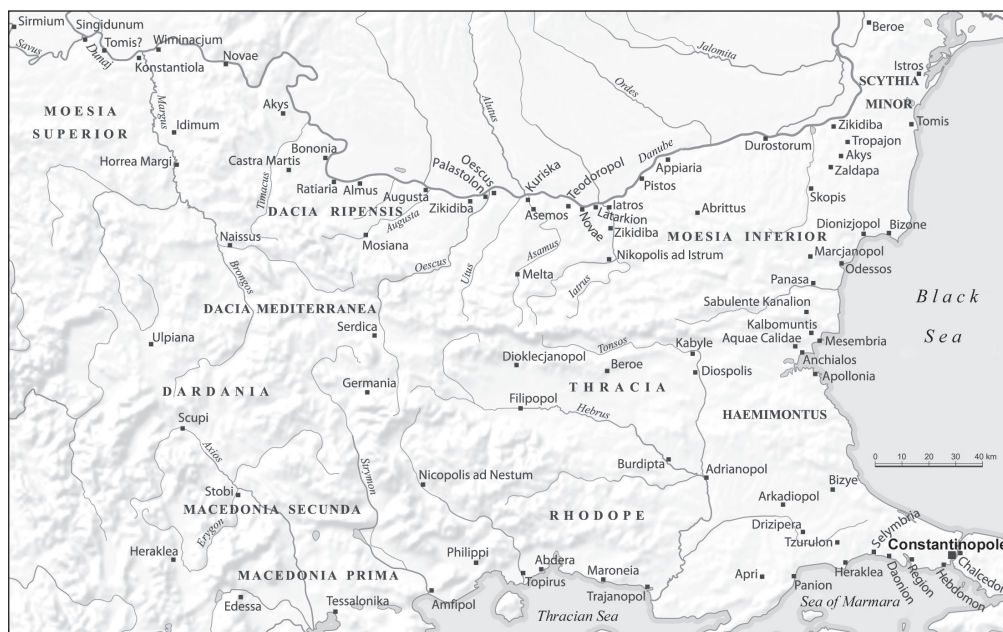 Sirmium
Singidunum
Tomis?
Wiminacjum
Konstantiola
Novae
Savus
Dunaj
Margus
MOESIA
SUPERIOR
Idimum
Horrea Margi
Akys
Bononia
Castra Martis
Timacus
Ratiaria
Almus
DACIA RIPENSIS
Augusta
Augusta
Mosiana
Naissus
Brongos
Palastolon
Oescus
Zikidiba
Oescus
Alutus
Utus
Kuriska
Asemos
Asamus
Melta
Teodoropol
Novae
Latarkion
Iatros
Zikidiba
Nikopolis ad Istrum
Iatrus
Ordes
Jalomita
Danube
Appiaria
Pistos
Abrittus
Durostorum
MOESIA INFERIOR
Beroe
Istros
SCYTHIA
MINOR
Tomis
Zikidiba
Tropajon
Akys
Zaldapa
Skopis
Dionizjopol
Bizone
Marcjanopol
Odessos
Panasa
Sabulente Kanalion
Kalbomuntis
Aquae Calidae
Mesembria
Anchialos
Apollonia
Black
Sea
DACIA MEDITERRANEA
Serdica
Ulpiana
DARDANIA
Germania
Scupi
Axios
Strymon
Stobi
MACEDONIA SECUNDA
Erygon
Heraklea
MACEDONIA PRIMA
Edessa
Tessalonika
Amfipol
Philippi
Nicopolis ad Nestum
Dioklecjanopol
Tonsos
Beroe
THRACIA
Filipopol
Hebrus
Kabyle
Diospolis
HAEMIMONTUS
Burdipta
Adrianopol
RHODOPE
Abdera
Topirus
Maroneia
Trajanopol
Thracian Sea
Bizye
Arkadiopol
Drizipera
Tzurulon
Apri
Panion
Heraklea
Selymbria
Daonion
Region
Hebdomon
Constantinopole
Chalcedon
Sea of Marmara
0 10 20 30 40 km